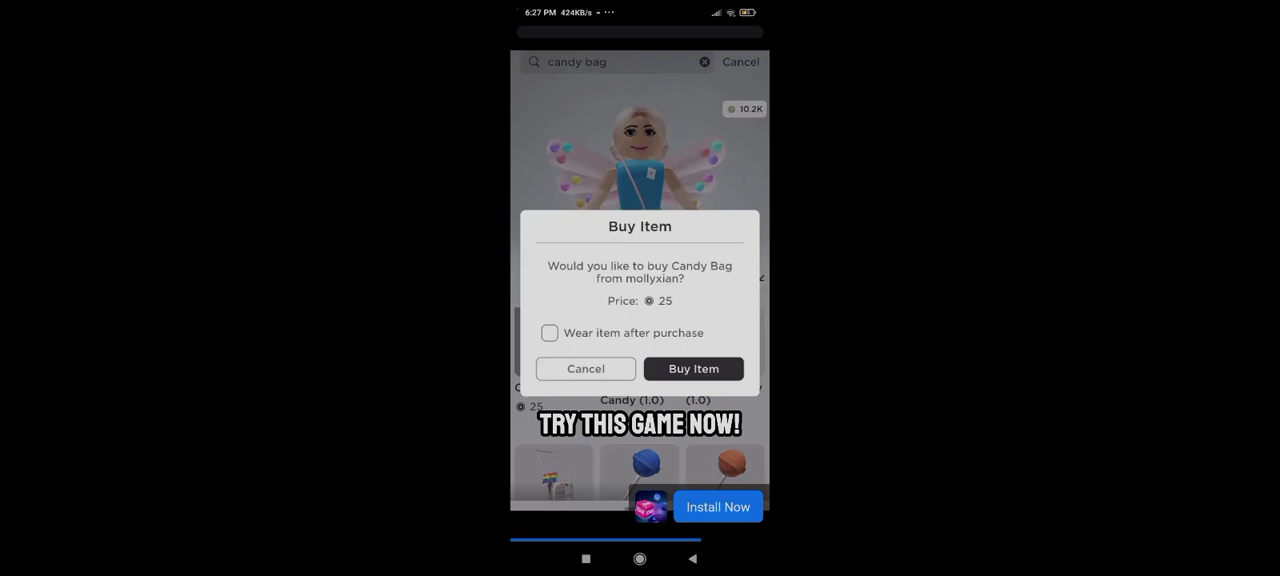 6:27 PM 424KB/s
candy bag
Cancel
10.2K
Buy Item
Would you like to buy Candy Bag
from mollyxian?
Price: 25
Wear item after purchase
Cancel
Buy Item
Candy (1.0)
(1.0)
25
TRY THIS GAME NOW!
Install Now